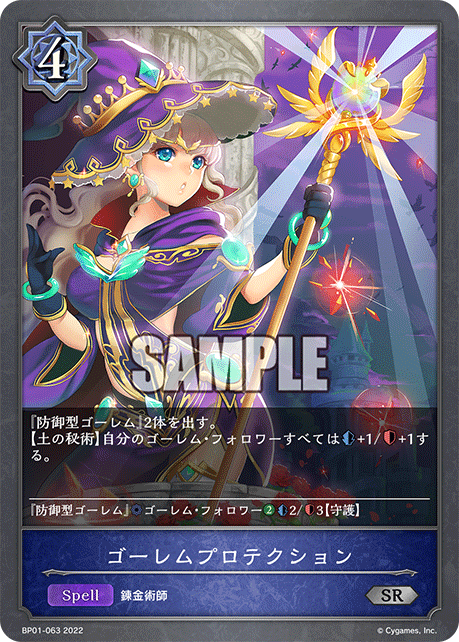 4
SAMPLE
『防御型ゴーレム』2体を出す。
【土の秘術】自分のゴーレム・フォロワーすべては+1/+1す
る。
『防御型ゴーレム』ゴーレム・フォロワー2 2/3【守護】
ゴーレムプロテクション
Spell 錬金術師 SR
BP01-063 2022 © Cygames, Inc.